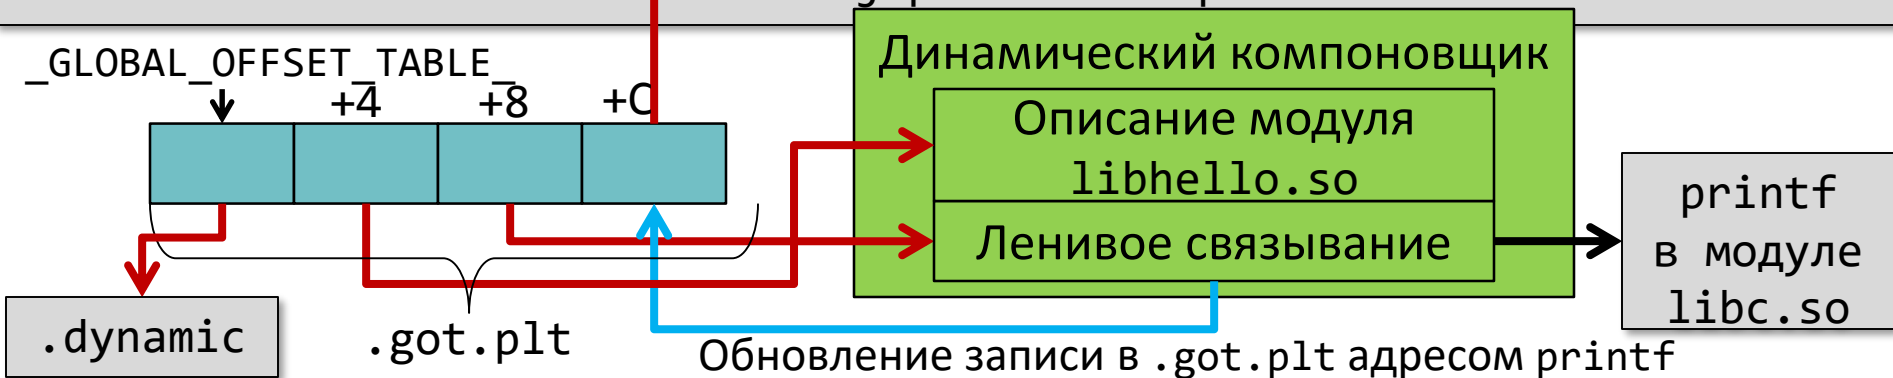 _GLOBAL_OFFSET_TABLE_
+4 +8 +C
Динамический компоновщик
Описание модуля
libhello.so
Ленивое связывание
printf
в модуле
libc.so
.dynamic
.got.plt
Обновление записи в .got.plt адресом printf